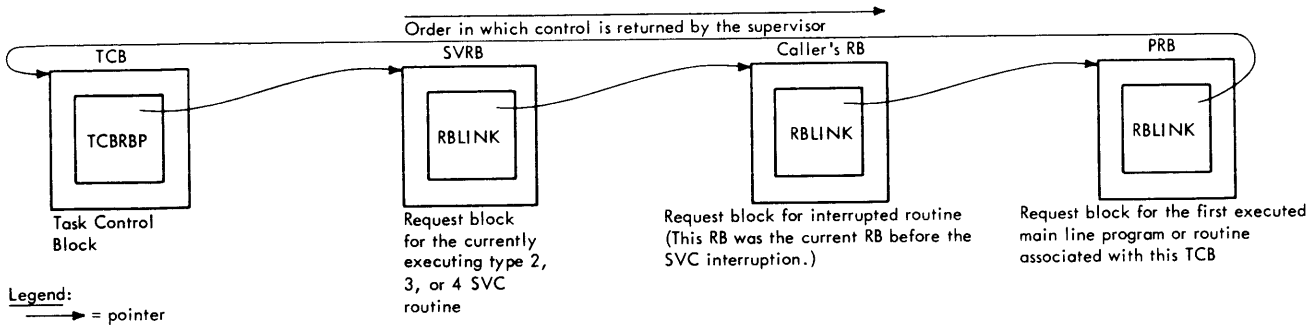 Order in which control is returned by the supervisor
TCB
SVRB
Caller's RB
PRB
TCBRBP
RBLINK
RBLINK
RBLINK
Task Control
Block
Request block
for the currently
executing type 2,
3, or 4 SVC
routine
Request block for interrupted routine
(This RB was the current RB before the
SVC interruption.)
Request block for the first executed
main line program or routine
associated with this TCB
Legend:
= pointer